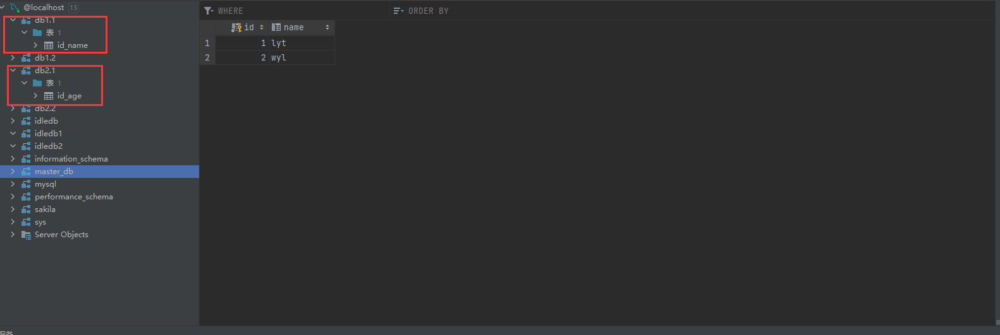 @localhost 13
db1.1
表 1
id_name
db1.2
db2.1
表 1
id_age
db2.2
idledb
idledb1
idledb2
information_schema
master_db
mysql
performance_schema
sakila
sys
Server Objects
WHERE
ORDER BY
id name
1 1 lyt
2 2 wyl
服务